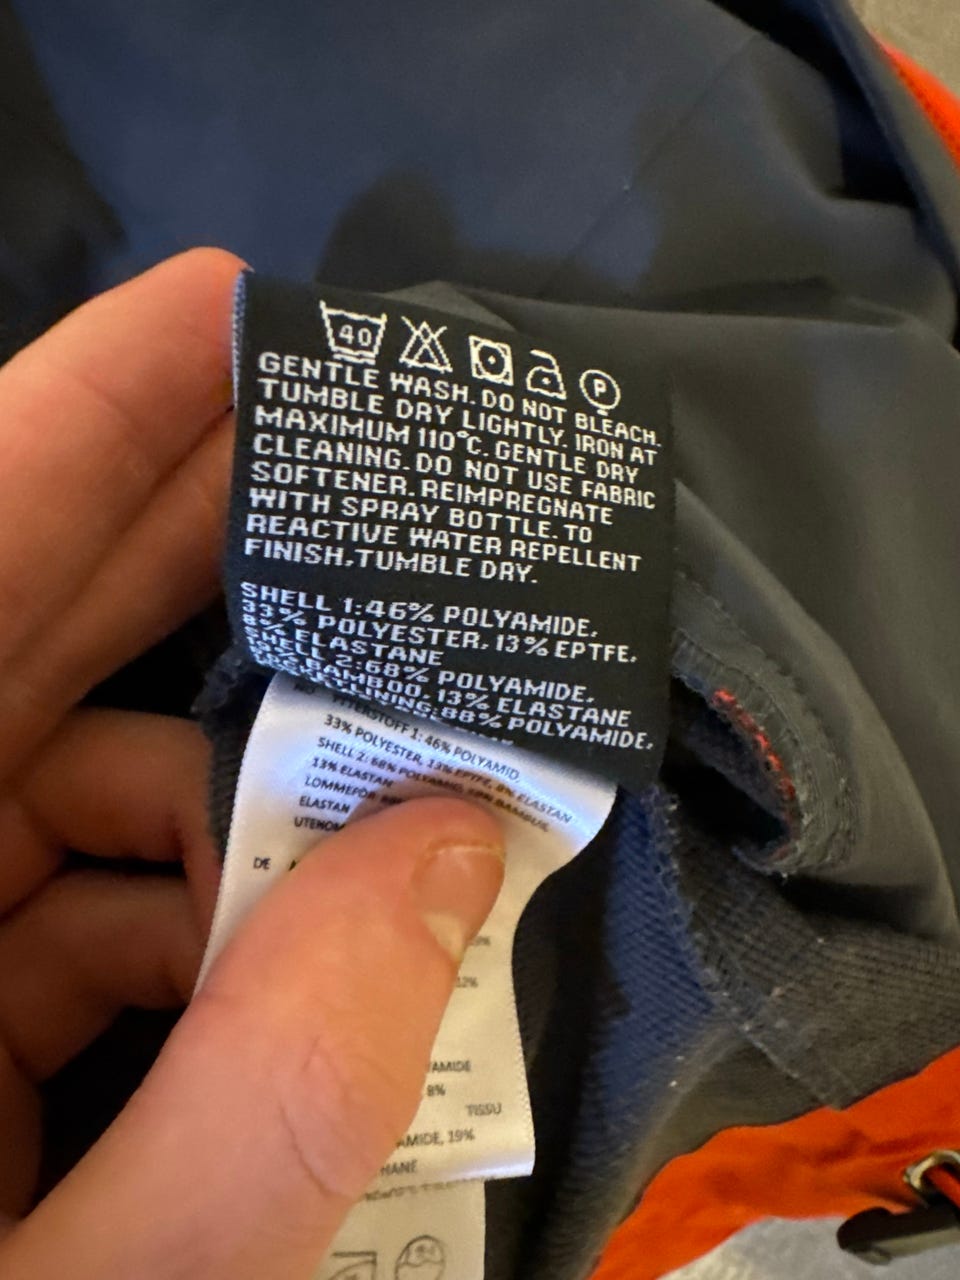 40 P
GENTLE WASH. DO NOT BLEACH.
TUMBLE DRY LIGHTLY. IRON AT
MAXIMUM 110°C. GENTLE DRY
CLEANING. DO NOT USE FABRIC
SOFTENER. REIMPREGNATE
WITH SPRAY BOTTLE. TO
REACTIVE WATER REPELLENT
FINISH, TUMBLE DRY.
SHELL 1:46% POLYAMIDE,
33% POLYESTER, 13% EPTFE,
8% ELASTANE
SHELL 2:68% POLYAMIDE,
BAMBOO, 13% ELASTANE
LINING: 88% POLYAMIDE,
NO
1: 46% POLYAMID,
33% POLYESTER, 13% EPTFE, 8% ELASTAN
SHELL 2: 68% POLYAMID, 19% BAMBUS,
13% ELASTAN
LOMMEFÔR
ELASTAN
DE
12%
AMIDE
8%
TISSU
AMIDE, 19%
HANE